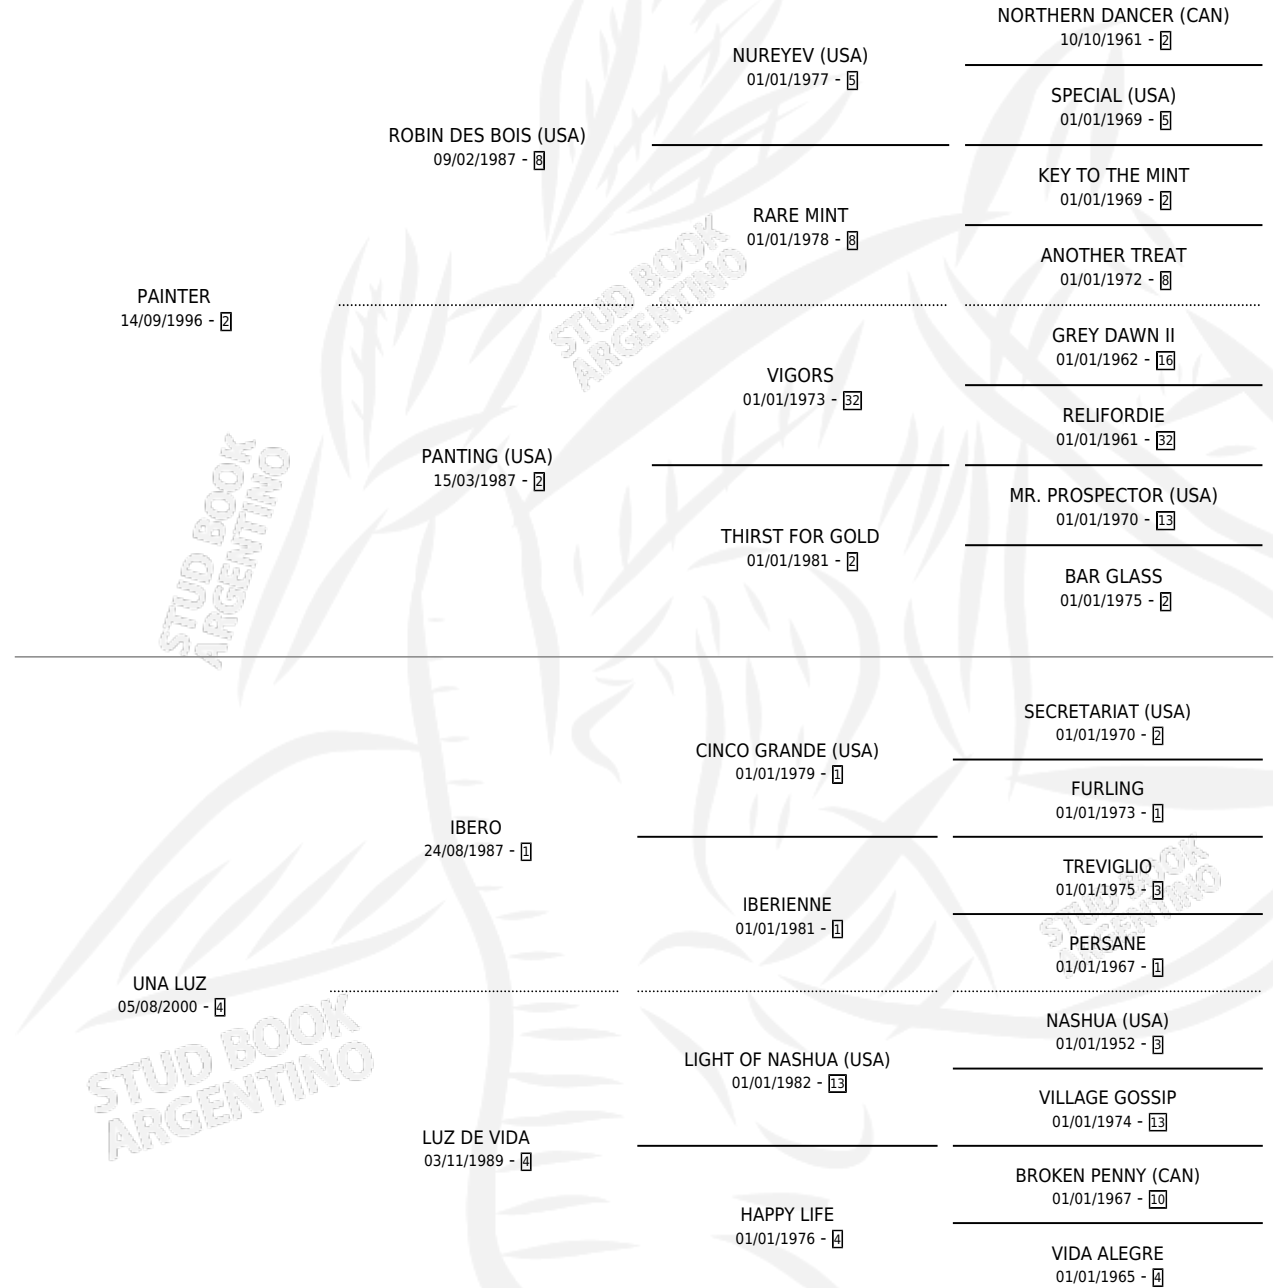 NORTHERN DANCER (CAN)
10/10/1961 - 2
NUREYEV (USA)
01/01/1977 - 5
SPECIAL (USA)
01/01/1969 - 5
ROBIN DES BOIS (USA)
09/02/1987 - 8
KEY TO THE MINT
01/01/1969 - 2
RARE MINT
01/01/1978 - 8
ANOTHER TREAT
01/01/1972 - 8
PAINTER
14/09/1996 - 2
GREY DAWN II
01/01/1962 - 16
VIGORS
01/01/1973 - 32
RELIFORDIE
01/01/1961 - 32
PANTING (USA)
15/03/1987 - 2
MR. PROSPECTOR (USA)
01/01/1970 - 13
THIRST FOR GOLD
01/01/1981 - 2
BAR GLASS
01/01/1975 - 2
SECRETARIAT (USA)
01/01/1970 - 2
CINCO GRANDE (USA)
01/01/1979 - 1
FURLING
01/01/1973 - 1
IBERO
24/08/1987 - 1
TREVIGLIO
01/01/1975 - 3
IBERIENNE
01/01/1981 - 1
PERSANE
01/01/1967 - 1
UNA LUZ
05/08/2000 - 4
NASHUA (USA)
01/01/1952 - 3
LIGHT OF NASHUA (USA)
01/01/1982 - 13
VILLAGE GOSSIP
01/01/1974 - 13
LUZ DE VIDA
03/11/1989 - 4
BROKEN PENNY (CAN)
01/01/1967 - 10
HAPPY LIFE
01/01/1976 - 4
VIDA ALEGRE
01/01/1965 - 4
STUD BOOK
ARGENTINO
STUD BOOK
ARGENTINO
STUD BOOK
ARGENTINO
STUD BOOK
ARGENTINO